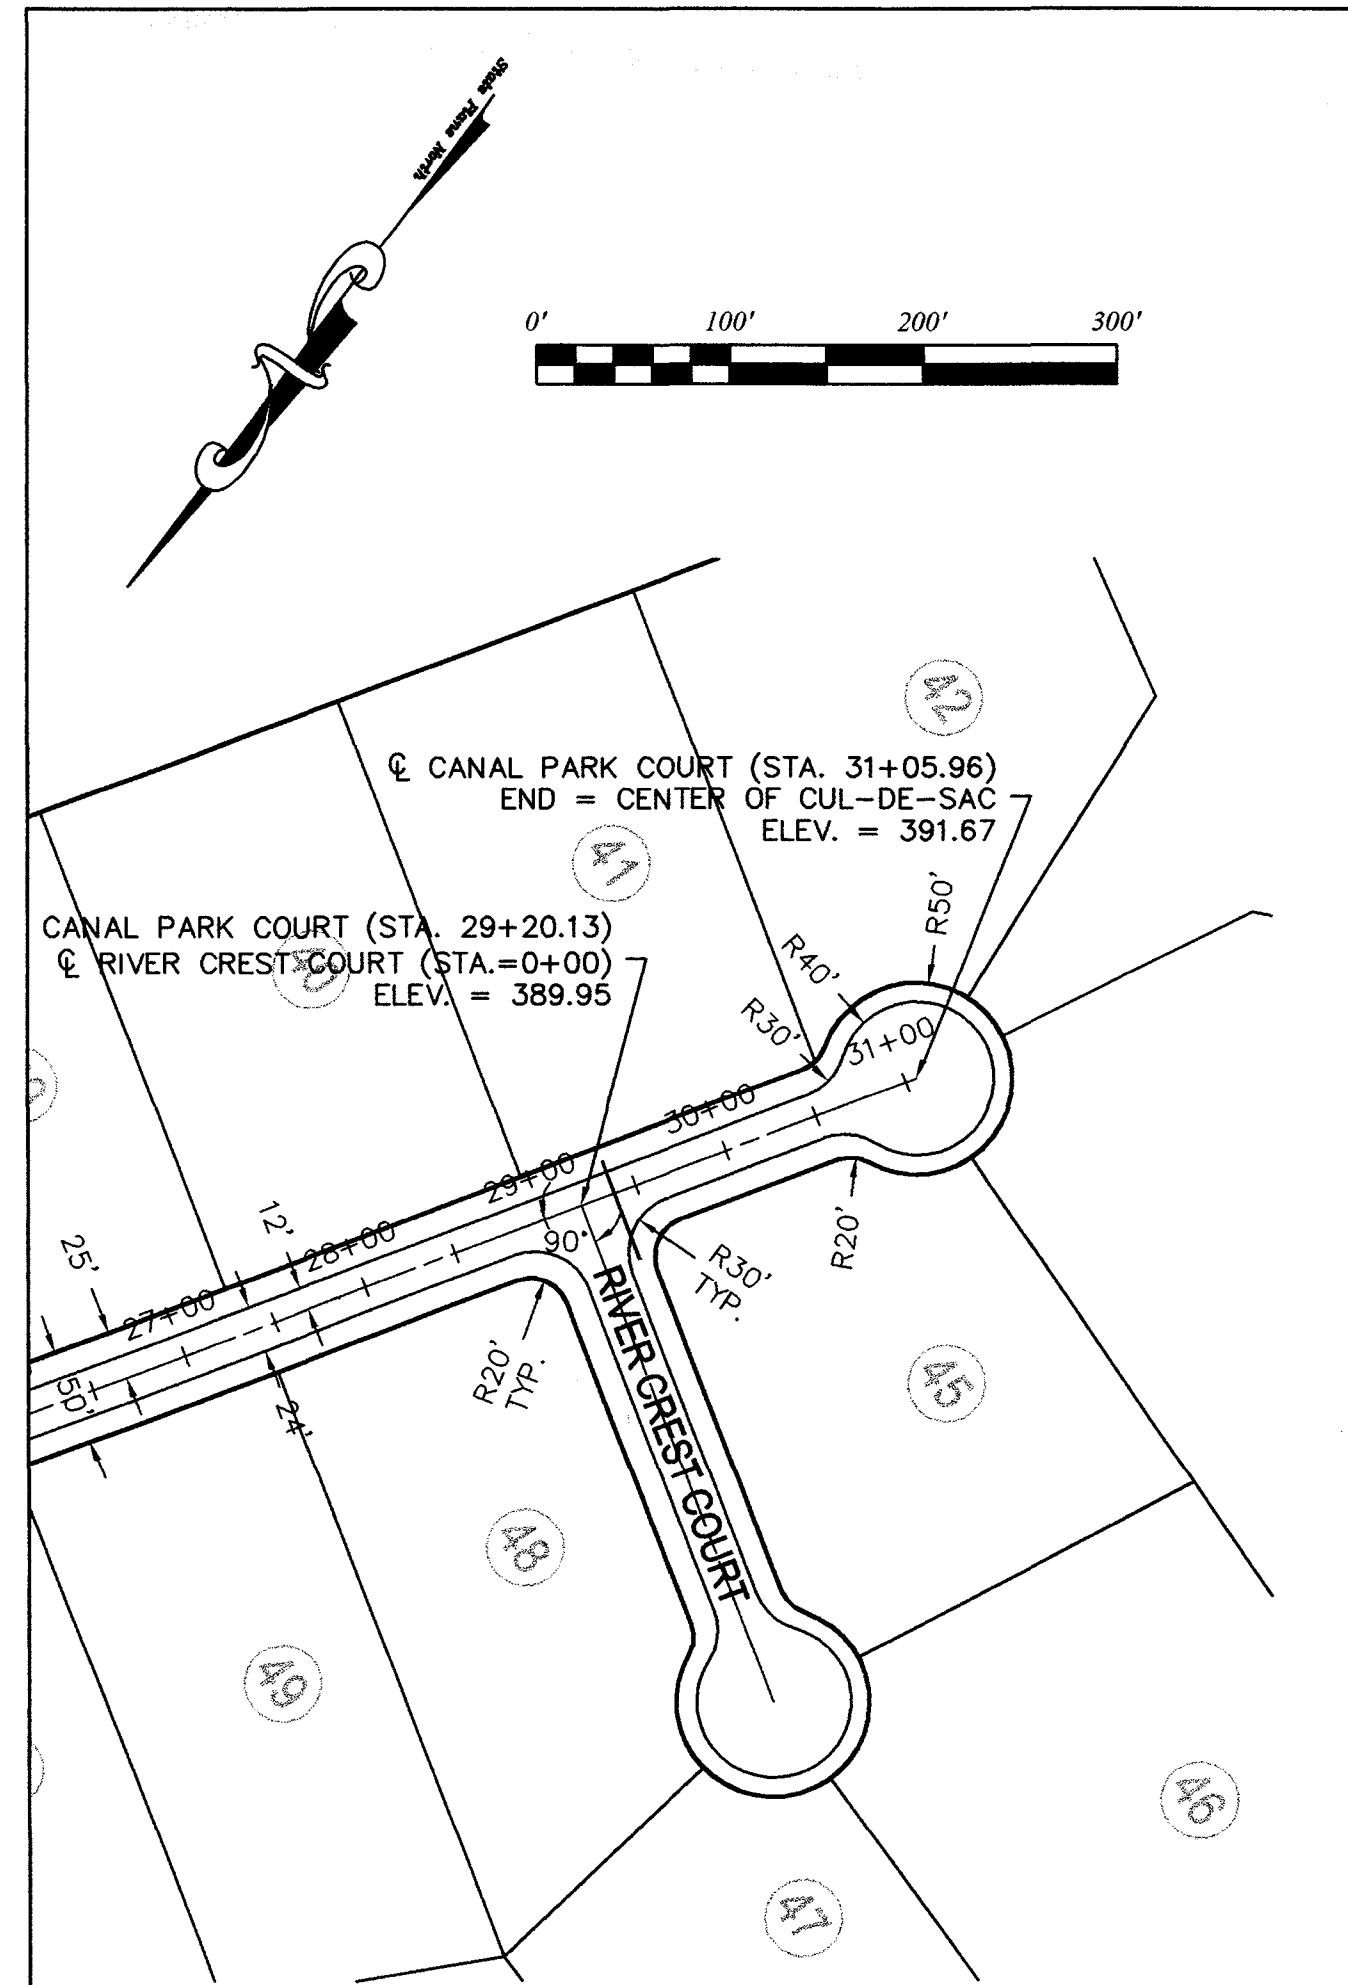 State Plane North
0' 100' 200' 300'
42
℄ CANAL PARK COURT (STA. 31+05.96)
END = CENTER OF CUL-DE-SAC
ELEV. = 391.67
41
R50'
CANAL PARK COURT (STA. 29+20.13)
℄ RIVER CREST COURT (STA.=0+00)
ELEV. = 389.95
R40'
R30'
31+00
30+00
29+00
28+00
27+00
12'
25'
50'
24'
90°
R20'
R30'
TYP.
R20'
TYP.
RIVER CREST COURT
45
48
49
46
47